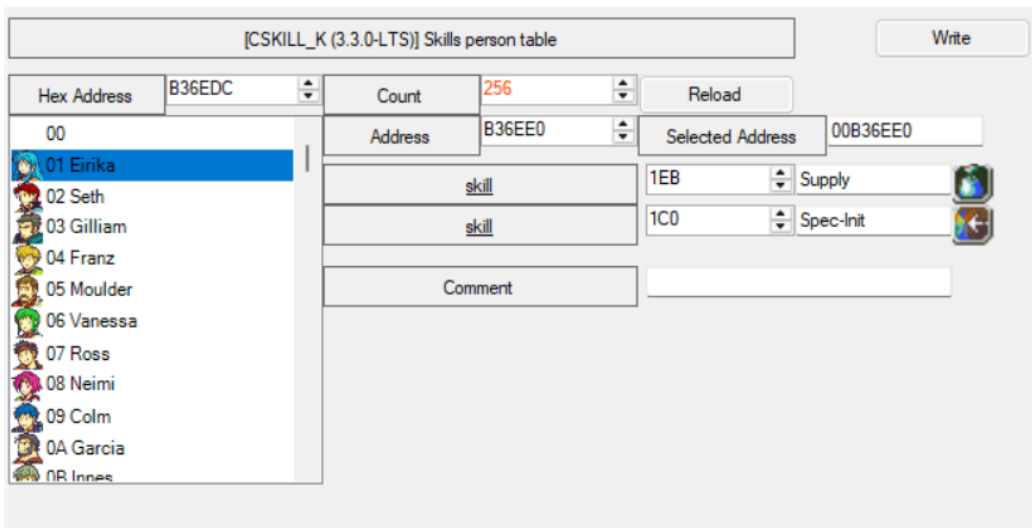 [CSKILL_K (3.3.0-LTS)] Skills person table
Write
Hex Address
B36EDC
Count
256
Reload
00
Address
B36EE0
Selected Address
00B36EE0
01 Eirika
skill
1EB
Supply
02 Seth
03 Gilliam
skill
1C0
Spec-Init
04 Franz
05 Moulder
Comment
06 Vanessa
07 Ross
08 Neimi
09 Colm
0A Garcia
0B Innes